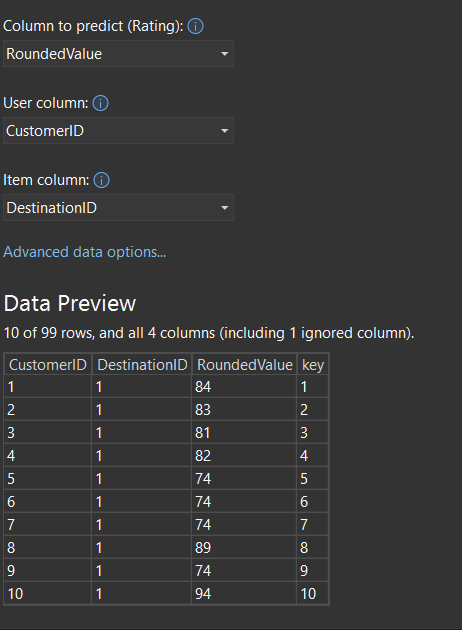 Column to predict (Rating):
RoundedValue
User column:
CustomerID
Item column:
DestinationID
Advanced data options...
Data Preview
10 of 99 rows, and all 4 columns (including 1 ignored column).
CustomerID DestinationID RoundedValue key
1 1 84 1
2 1 83 2
3 1 81 3
4 1 82 4
5 1 74 5
6 1 74 6
7 1 74 7
8 1 89 8
9 1 74 9
10 1 94 10